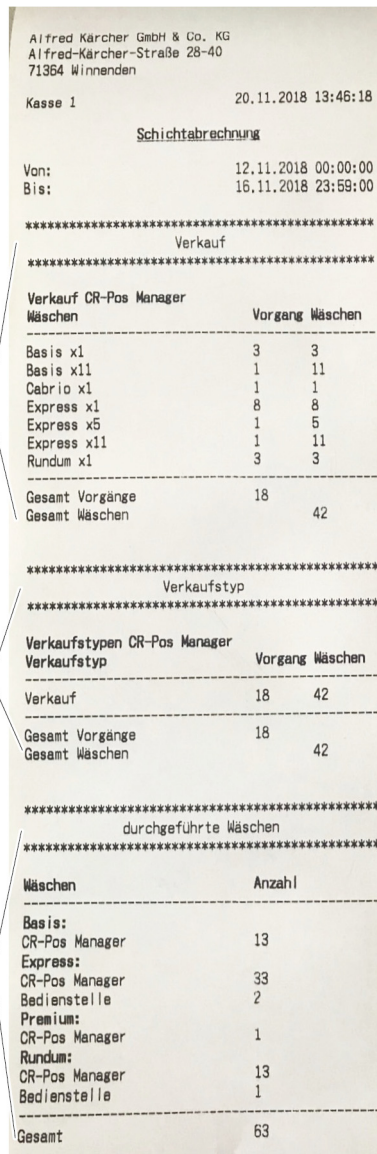 Alfred Kärcher GmbH & Co. KG
Alfred-Kärcher-Straße 28-40
71364 Winnenden
Kasse 1 20.11.2018 13:46:18
Schichtabrechnung
Von: 12.11.2018 00:00:00
Bis: 16.11.2018 23:59:00
************************************************
Verkauf
************************************************
Verkauf CR-Pos Manager
Wäschen Vorgang Wäschen
------------------------------------------------
Basis x1 3 3
Basis x11 1 11
Cabrio x1 1 1
Express x1 8 8
Express x5 1 5
Express x11 1 11
Rundum x1 3 3
------------------------------------------------
Gesamt Vorgänge 18
Gesamt Wäschen 42
************************************************
Verkaufstyp
************************************************
Verkaufstypen CR-Pos Manager
Verkaufstyp Vorgang Wäschen
------------------------------------------------
Verkauf 18 42
------------------------------------------------
Gesamt Vorgänge 18
Gesamt Wäschen 42
************************************************
durchgeführte Wäschen
************************************************
Wäschen Anzahl
------------------------------------------------
Basis:
CR-Pos Manager 13
Express:
CR-Pos Manager 33
Bedienstelle 2
Premium:
CR-Pos Manager 1
Rundum:
CR-Pos Manager 13
Bedienstelle 1
------------------------------------------------
Gesamt 63